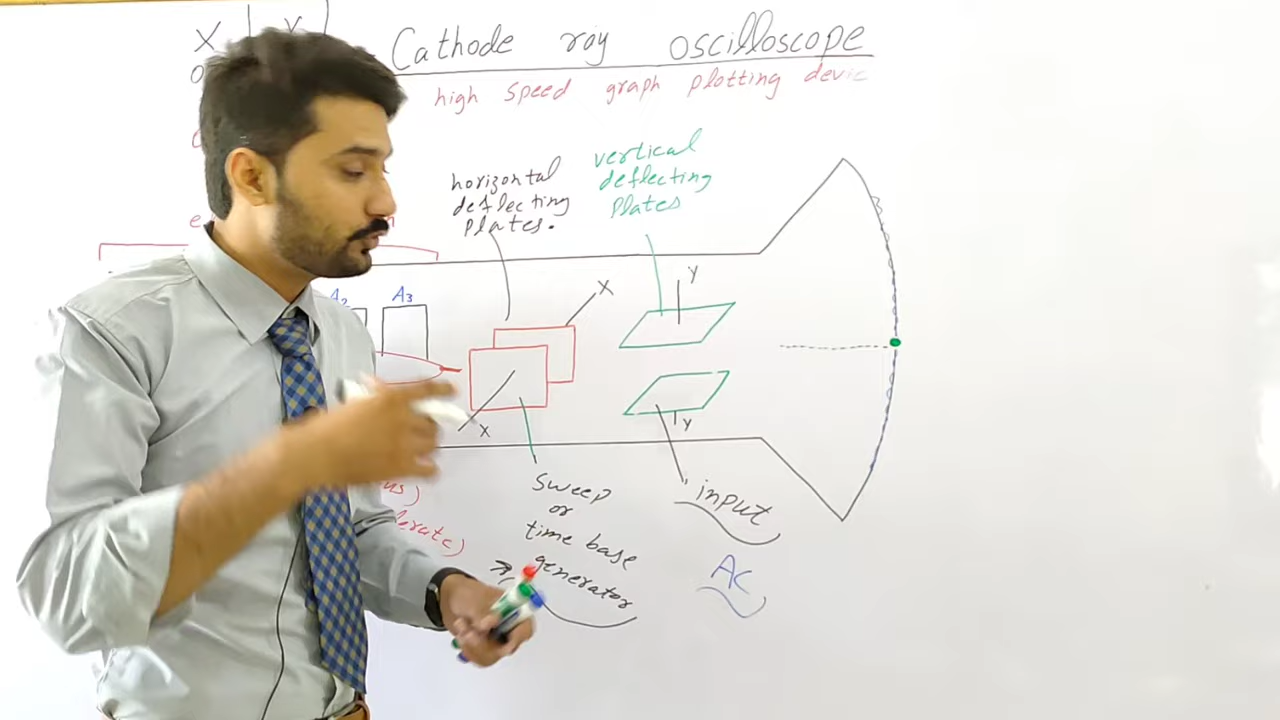 X Y
Cathode ray oscilloscope
high speed graph plotting devic
horizontal
deflecting
plates.
vertical
deflecting
plates
A2
A3
X
Y
X
Y
sweep
or
time base
generator
input
AC